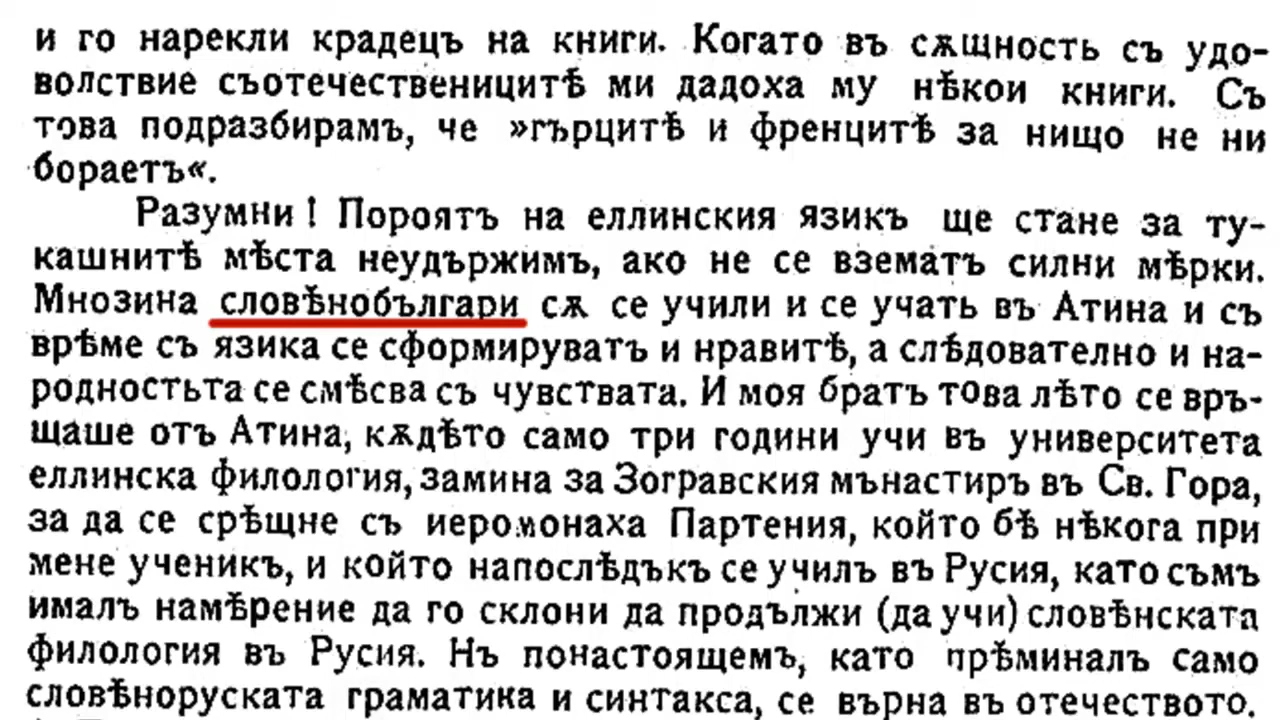 и го нарекли крадецъ на книги. Когато въ сѫщность съ удо-
волствие съотечественицитѣ ми дадоха му нѣкои книги. Съ
това подразбирамъ, че »гърцитѣ и френцитѣ за нищо не ни
бораетъ«.
Разумни! Пороятъ на еллинския язикъ ще стане за ту-
кашнитѣ мѣста неудържимъ, ако не се взематъ силни мѣрки.
Мнозина словѣнобългари сѫ се учили и се учать въ Атина и съ
врѣме съ язика се сформируватъ и нравитѣ, а слѣдователно и на-
родностьта се смѣсва съ чувствата. И моя братъ това лѣто се връ-
щаше отъ Атина, кѫдѣто само три години учи въ университета
еллинска филология, замина за Зогравския мънастиръ въ Св. Гора,
за да се срѣщне съ иеромонаха Партения, който бѣ нѣкога при
мене ученикъ, и който напослѣдъкъ се училъ въ Русия, като съмъ
ималъ намѣрение да го склони да продължи (да учи) словѣнската
филология въ Русия. Нъ понастоящемъ, като прѣминалъ само
словѣноруската граматика и синтакса, се върна въ отечеството.